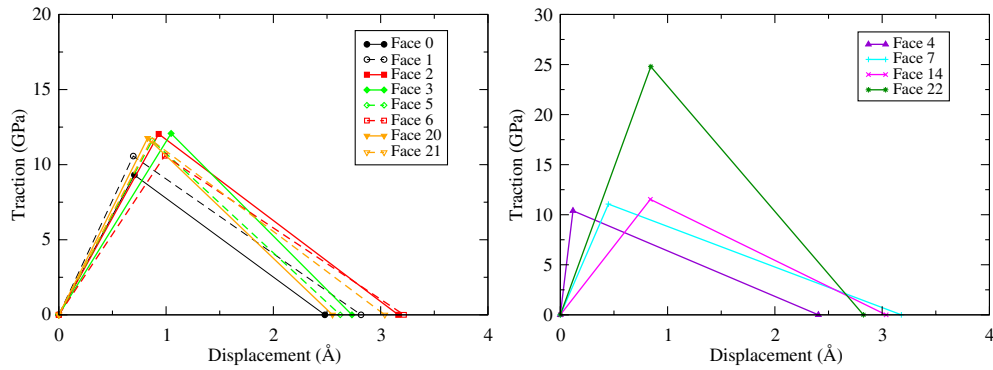 20
15
10
5
0
Traction (GPa)
0
1
2
3
4
Displacement (Å)
Face 0
Face 1
Face 2
Face 3
Face 5
Face 6
Face 20
Face 21
30
25
20
15
10
5
0
Traction (GPa)
0
1
2
3
4
Displacement (Å)
Face 4
Face 7
Face 14
Face 22